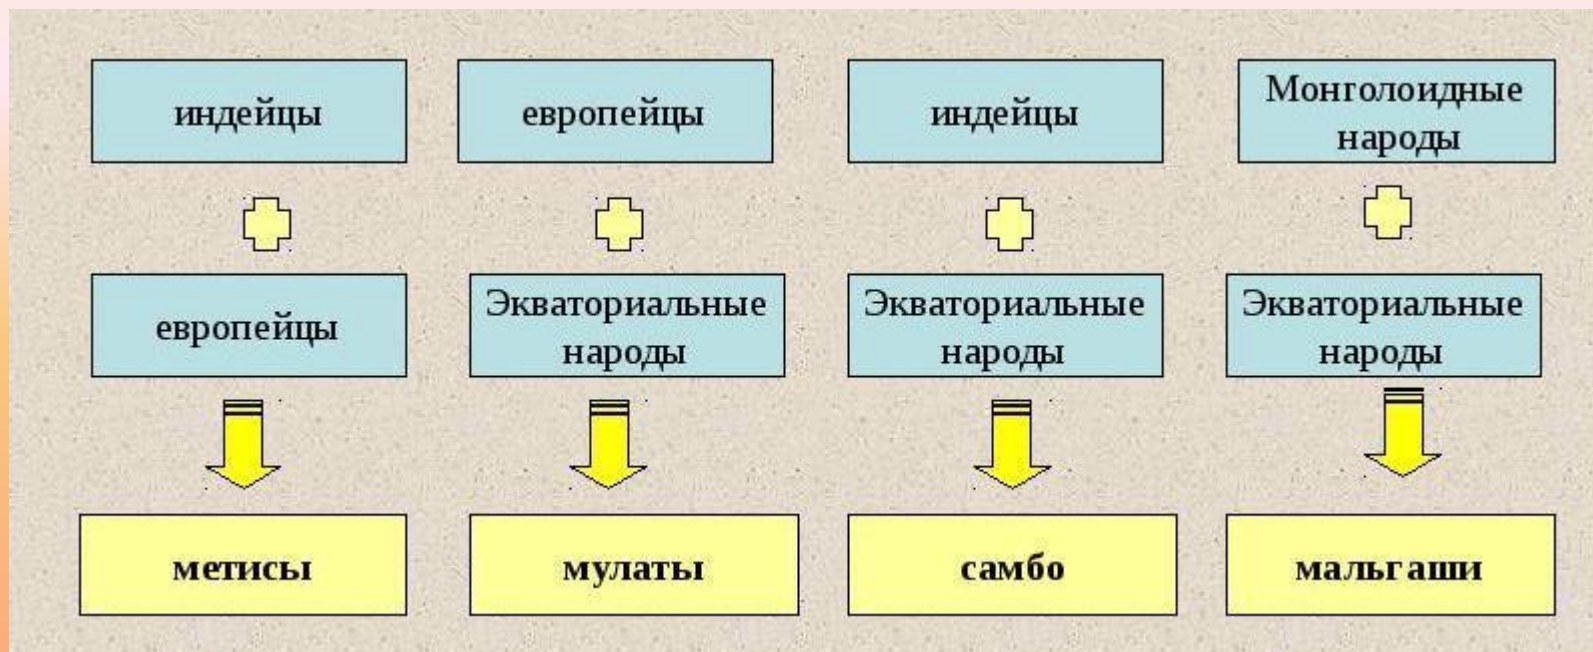 индейцы
европейцы
индейцы
Монголоидные
народы
европейцы
Экваториальные
народы
Экваториальные
народы
Экваториальные
народы
метисы
мулаты
самбо
мальгаши